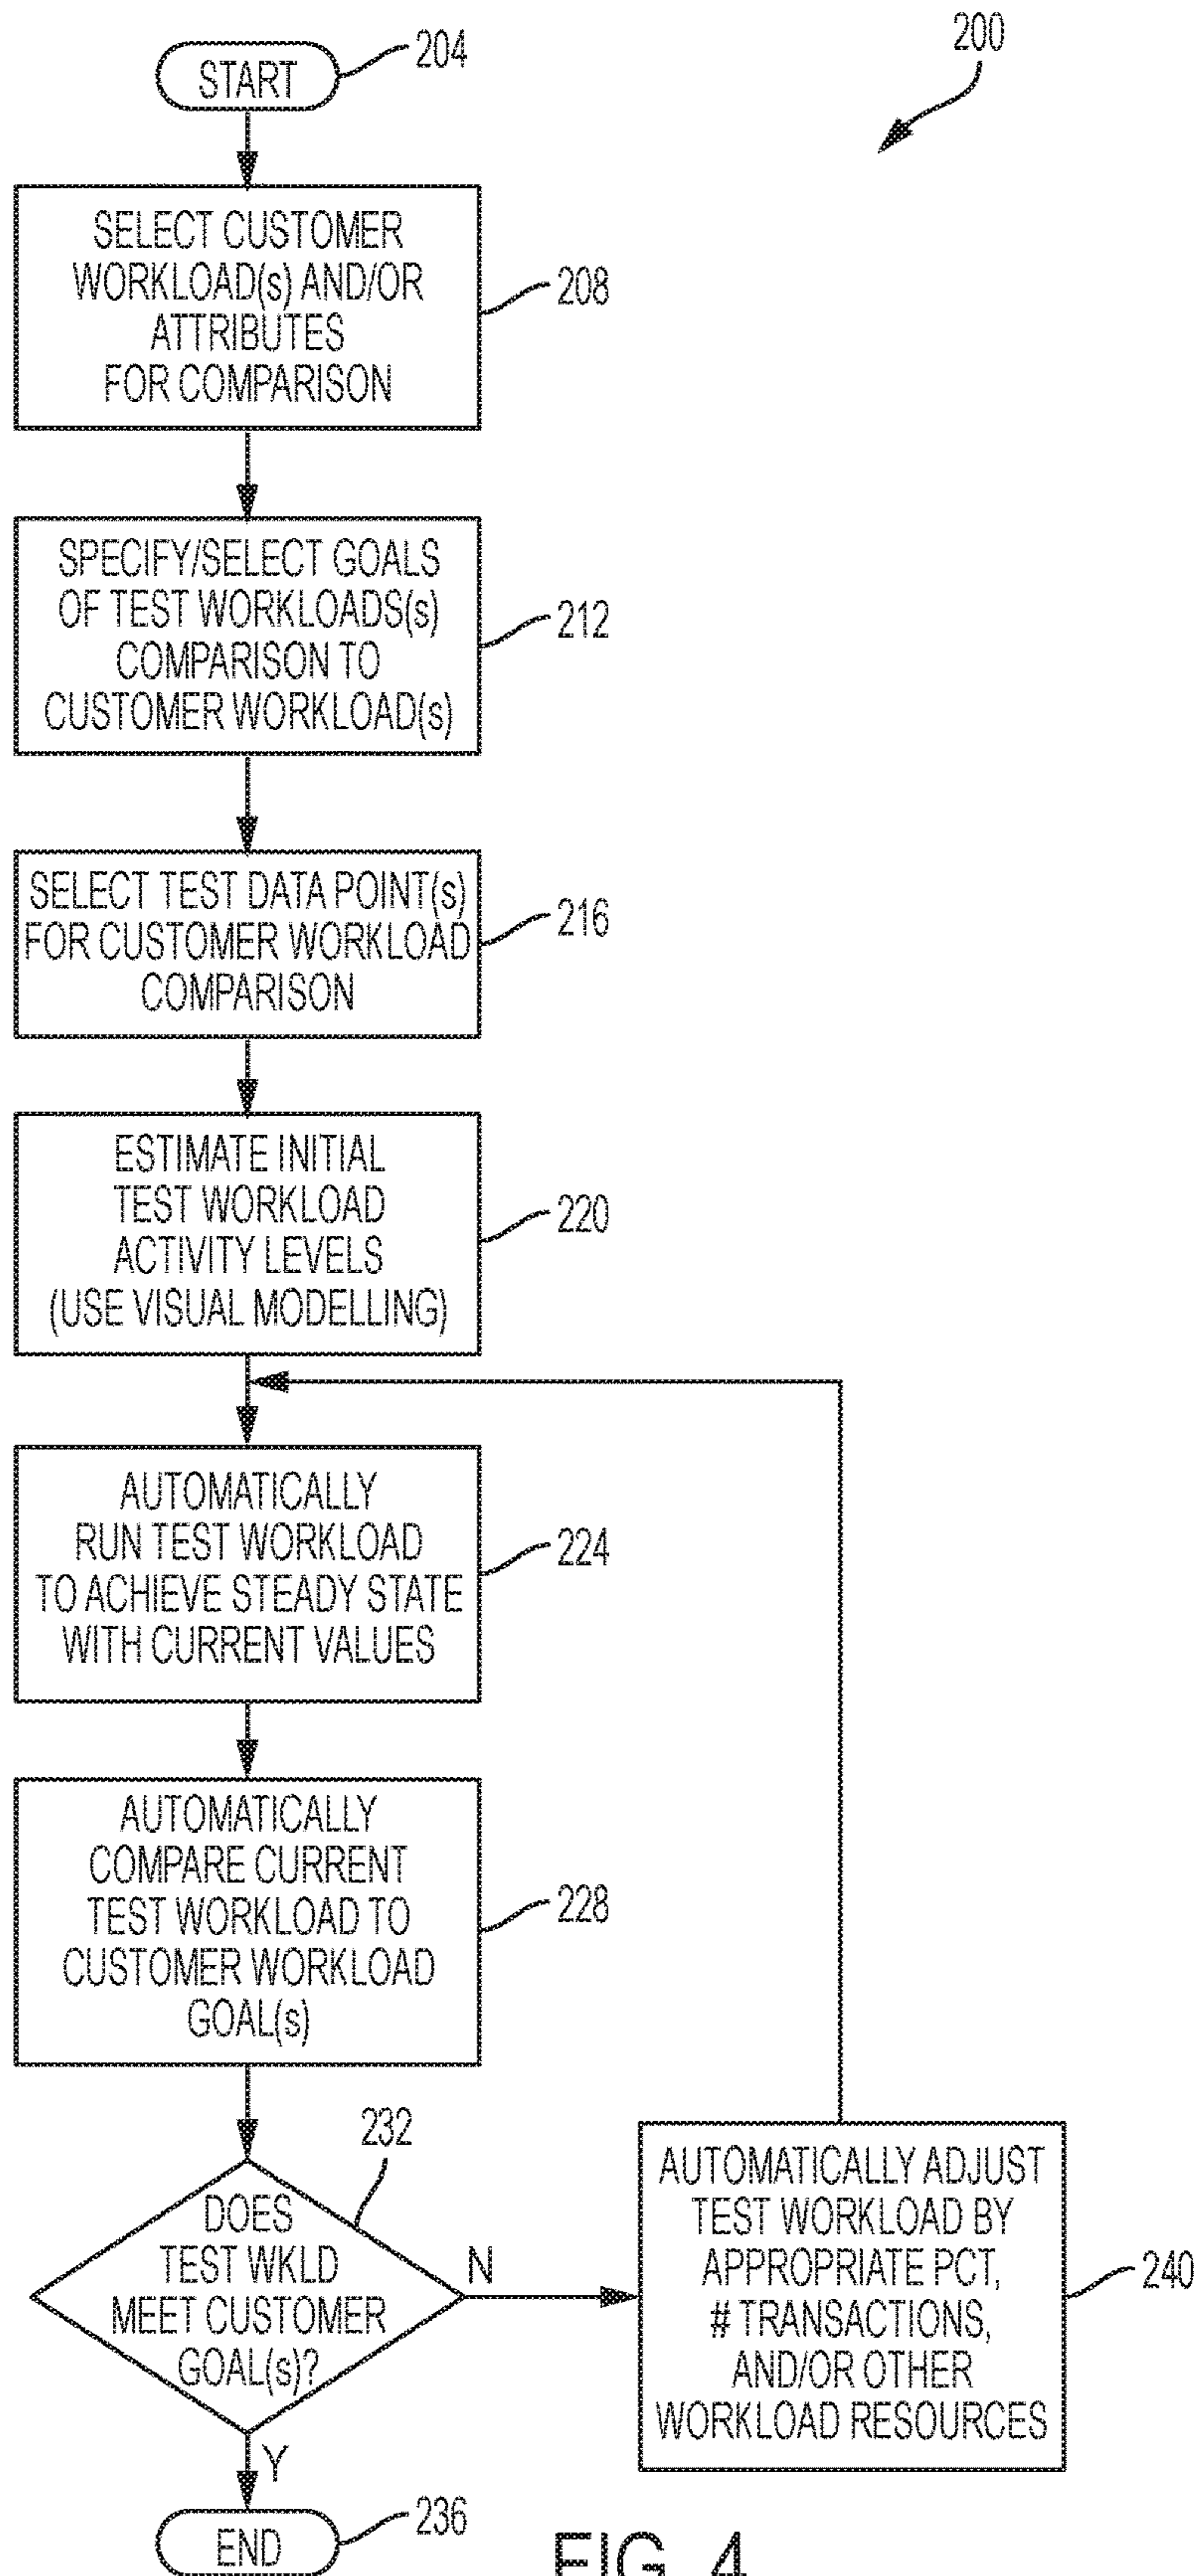 START
204
200
SELECT CUSTOMER
WORKLOAD(s) AND/OR
ATTRIBUTES
FOR COMPARISON
208
SPECIFY/SELECT GOALS
OF TEST WORKLOADS(s)
COMPARISON TO
CUSTOMER WORKLOAD(s)
212
SELECT TEST DATA POINT(s)
FOR CUSTOMER WORKLOAD
COMPARISON
216
ESTIMATE INITIAL
TEST WORKLOAD
ACTIVITY LEVELS
(USE VISUAL MODELLING)
220
AUTOMATICALLY
RUN TEST WORKLOAD
TO ACHIEVE STEADY STATE
WITH CURRENT VALUES
224
AUTOMATICALLY
COMPARE CURRENT
TEST WORKLOAD TO
CUSTOMER WORKLOAD
GOAL(s)
228
DOES
TEST WKLD
MEET CUSTOMER
GOAL(s)?
232
N
Y
AUTOMATICALLY ADJUST
TEST WORKLOAD BY
APPROPRIATE PCT,
# TRANSACTIONS,
AND/OR OTHER
WORKLOAD RESOURCES
240
END
236
FIG. 4